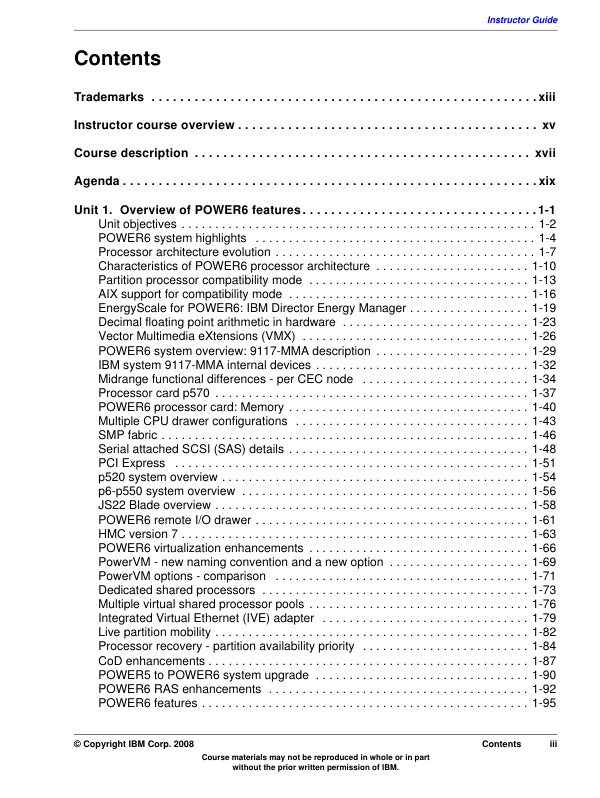 Instructor Guide
Contents
Trademarks . . . . . . . . . . . . . . . . . . . . . . . . . . . . . . . . . . . . . . . . . . . . . . . . . . . . . . xiii
Instructor course overview . . . . . . . . . . . . . . . . . . . . . . . . . . . . . . . . . . . . . . . . . . xv
Course description . . . . . . . . . . . . . . . . . . . . . . . . . . . . . . . . . . . . . . . . . . . . . . . xvii
Agenda . . . . . . . . . . . . . . . . . . . . . . . . . . . . . . . . . . . . . . . . . . . . . . . . . . . . . . . . . . xix
Unit 1. Overview of POWER6 features . . . . . . . . . . . . . . . . . . . . . . . . . . . . . . . . . 1-1
Unit objectives . . . . . . . . . . . . . . . . . . . . . . . . . . . . . . . . . . . . . . . . . . . . . . . . . . 1-2
POWER6 system highlights . . . . . . . . . . . . . . . . . . . . . . . . . . . . . . . . . . . . . . . 1-4
Processor architecture evolution . . . . . . . . . . . . . . . . . . . . . . . . . . . . . . . . . . . . . 1-7
Characteristics of POWER6 processor architecture . . . . . . . . . . . . . . . . . . . . . . 1-10
Partition processor compatibility mode . . . . . . . . . . . . . . . . . . . . . . . . . . . . . . . . 1-13
AIX support for compatibility mode . . . . . . . . . . . . . . . . . . . . . . . . . . . . . . . . . . 1-16
EnergyScale for POWER6: IBM Director Energy Manager . . . . . . . . . . . . . . . . . 1-19
Decimal floating point arithmetic in hardware . . . . . . . . . . . . . . . . . . . . . . . . . . 1-23
Vector Multimedia eXtensions (VMX) . . . . . . . . . . . . . . . . . . . . . . . . . . . . . . . . . 1-26
POWER6 system overview: 9117-MMA description . . . . . . . . . . . . . . . . . . . . . . 1-29
IBM system 9117-MMA internal devices . . . . . . . . . . . . . . . . . . . . . . . . . . . . . . 1-32
Midrange functional differences - per CEC node . . . . . . . . . . . . . . . . . . . . . . . . 1-34
Processor card p570 . . . . . . . . . . . . . . . . . . . . . . . . . . . . . . . . . . . . . . . . . . . . 1-37
POWER6 processor card: Memory . . . . . . . . . . . . . . . . . . . . . . . . . . . . . . . . . . 1-40
Multiple CPU drawer configurations . . . . . . . . . . . . . . . . . . . . . . . . . . . . . . . . . 1-43
SMP fabric . . . . . . . . . . . . . . . . . . . . . . . . . . . . . . . . . . . . . . . . . . . . . . . . . . . . 1-46
Serial attached SCSI (SAS) details . . . . . . . . . . . . . . . . . . . . . . . . . . . . . . . . . . 1-48
PCI Express . . . . . . . . . . . . . . . . . . . . . . . . . . . . . . . . . . . . . . . . . . . . . . . . . . 1-51
p520 system overview . . . . . . . . . . . . . . . . . . . . . . . . . . . . . . . . . . . . . . . . . . . 1-54
p6-p550 system overview . . . . . . . . . . . . . . . . . . . . . . . . . . . . . . . . . . . . . . . . 1-56
JS22 Blade overview . . . . . . . . . . . . . . . . . . . . . . . . . . . . . . . . . . . . . . . . . . . . 1-58
POWER6 remote I/O drawer . . . . . . . . . . . . . . . . . . . . . . . . . . . . . . . . . . . . . . . 1-61
HMC version 7 . . . . . . . . . . . . . . . . . . . . . . . . . . . . . . . . . . . . . . . . . . . . . . . . . 1-63
POWER6 virtualization enhancements . . . . . . . . . . . . . . . . . . . . . . . . . . . . . . . 1-66
PowerVM - new naming convention and a new option . . . . . . . . . . . . . . . . . . . . 1-69
PowerVM options - comparison . . . . . . . . . . . . . . . . . . . . . . . . . . . . . . . . . . . . 1-71
Dedicated shared processors . . . . . . . . . . . . . . . . . . . . . . . . . . . . . . . . . . . . . . 1-73
Multiple virtual shared processor pools . . . . . . . . . . . . . . . . . . . . . . . . . . . . . . . 1-76
Integrated Virtual Ethernet (IVE) adapter . . . . . . . . . . . . . . . . . . . . . . . . . . . . . . 1-79
Live partition mobility . . . . . . . . . . . . . . . . . . . . . . . . . . . . . . . . . . . . . . . . . . . . 1-82
Processor recovery - partition availability priority . . . . . . . . . . . . . . . . . . . . . . . . 1-84
CoD enhancements . . . . . . . . . . . . . . . . . . . . . . . . . . . . . . . . . . . . . . . . . . . . . 1-87
POWER5 to POWER6 system upgrade . . . . . . . . . . . . . . . . . . . . . . . . . . . . . . 1-90
POWER6 RAS enhancements . . . . . . . . . . . . . . . . . . . . . . . . . . . . . . . . . . . . . 1-92
POWER6 features . . . . . . . . . . . . . . . . . . . . . . . . . . . . . . . . . . . . . . . . . . . . . . 1-95
© Copyright IBM Corp. 2008 Contents iii
Course materials may not be reproduced in whole or in part
without the prior written permission of IBM.